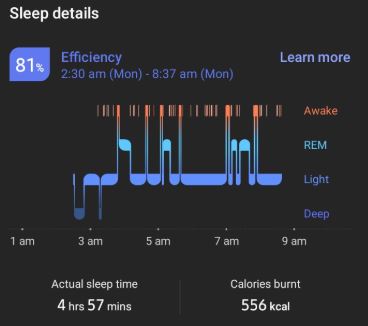 Sleep details
81%
Efficiency
Learn more
2:30 am (Mon) - 8:37 am (Mon)
Awake
REM
Light
Deep
1 am 3 am 5 am 7 am 9 am
Actual sleep time Calories burnt
4 hrs 57 mins 556 kcal